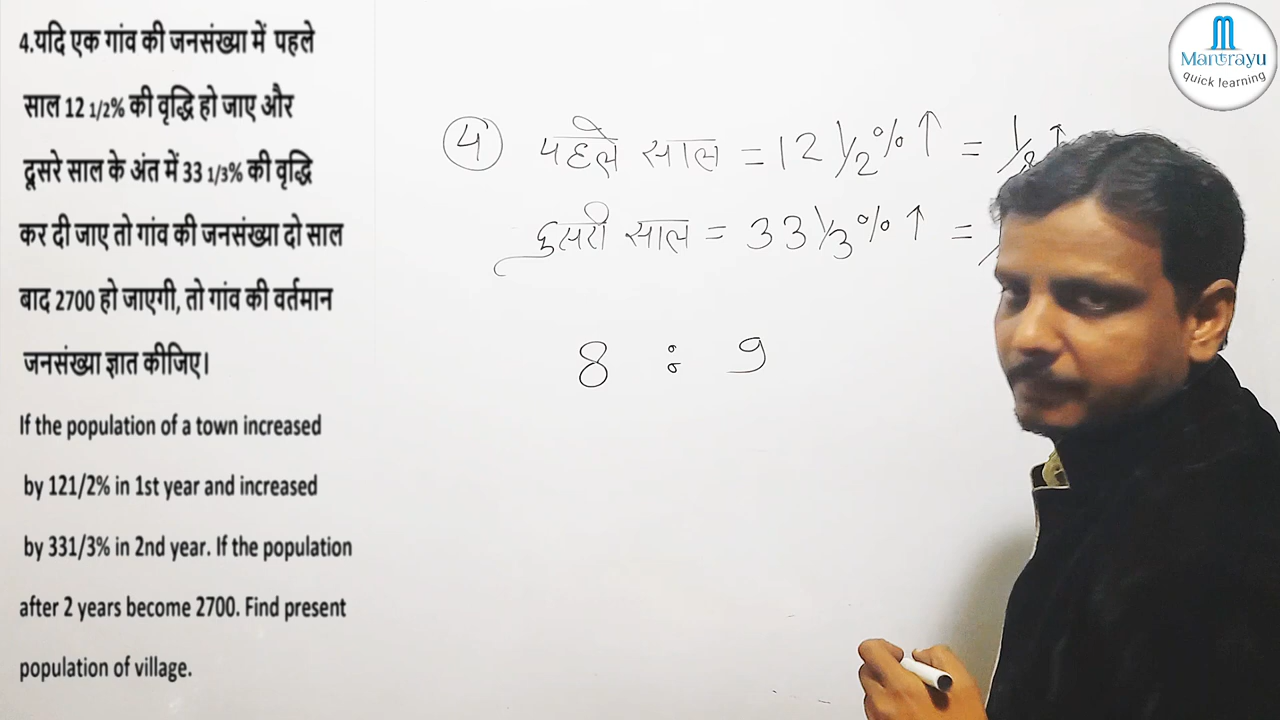 4.यदि एक गांव की जनसंख्या में पहले
साल 12 1/2% की वृद्धि हो जाए और
दूसरे साल के अंत में 33 1/3% की वृद्धि
कर दी जाए तो गांव की जनसंख्या दो साल
बाद 2700 हो जाएगी, तो गांव की वर्तमान
जनसंख्या ज्ञात कीजिए।
If the population of a town increased
by 121/2% in 1st year and increased
by 331/3% in 2nd year. If the population
after 2 years become 2700. Find present
population of village.
4 पहले साल = 12 1/2% ↑ = 1/8 ↑
दुसरी साल = 33 1/3% ↑ =
8 : 9
Mantrayu
quick learning